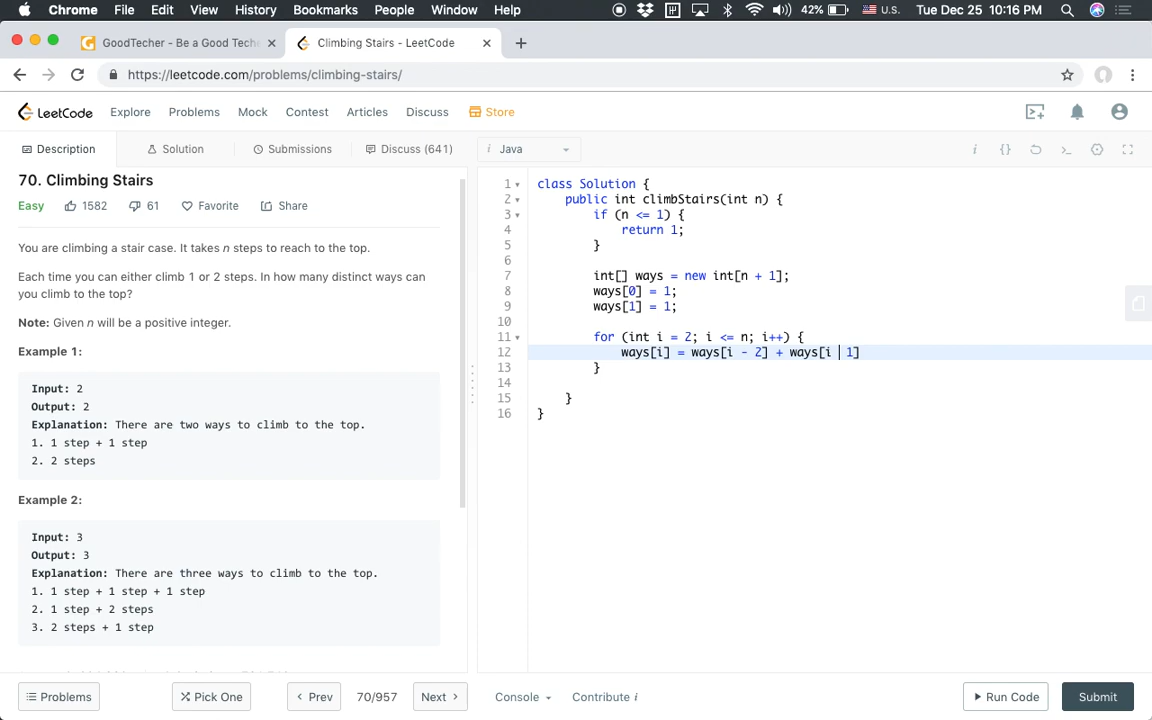 Chrome File Edit View History Bookmarks People Window Help 42% U.S. Tue Dec 25 10:16 PM
GoodTecher - Be a Good Teche × Climbing Stairs - LeetCode × +
https://leetcode.com/problems/climbing-stairs/
LeetCode Explore Problems Mock Contest Articles Discuss Store
Description Solution Submissions Discuss (641) i Java
70. Climbing Stairs
Easy 1582 61 Favorite Share
You are climbing a stair case. It takes n steps to reach to the top.
Each time you can either climb 1 or 2 steps. In how many distinct ways can
you climb to the top?
Note: Given n will be a positive integer.
Example 1:
Input: 2
Output: 2
Explanation: There are two ways to climb to the top.
1. 1 step + 1 step
2. 2 steps
Example 2:
Input: 3
Output: 3
Explanation: There are three ways to climb to the top.
1. 1 step + 1 step + 1 step
2. 1 step + 2 steps
3. 2 steps + 1 step
1 class Solution {
2 public int climbStairs(int n) {
3 if (n <= 1) {
4 return 1;
5 }
6
7 int[] ways = new int[n + 1];
8 ways[0] = 1;
9 ways[1] = 1;
10
11 for (int i = 2; i <= n; i++) {
12 ways[i] = ways[i - 2] + ways[i 1]
13 }
14
15 }
16 }
Problems Pick One Prev 70/957 Next Console Contribute i Run Code Submit